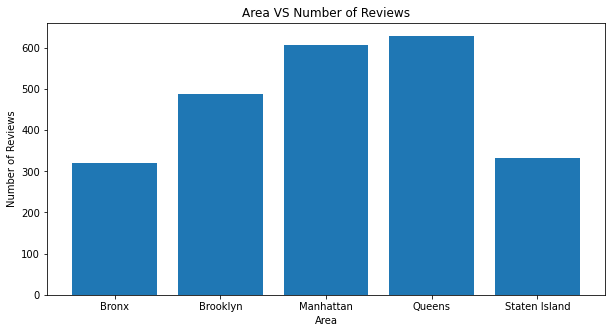 Area VS Number of Reviews
Number of Reviews
600
500
400
300
200
100
0
Bronx Brooklyn Manhattan Queens Staten Island
Area